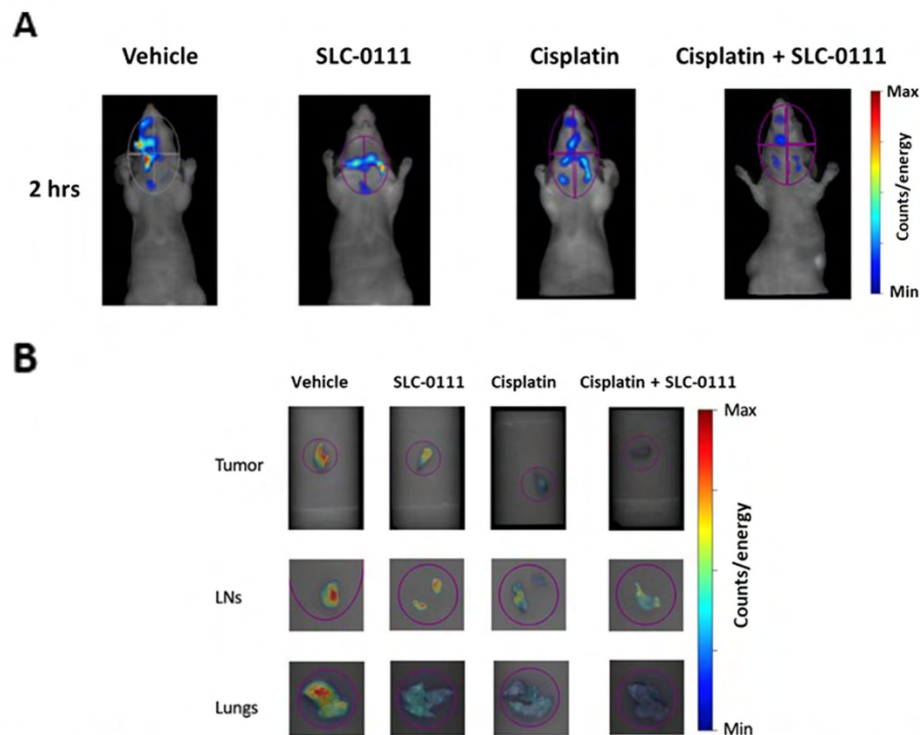 A
Vehicle SLC-0111 Cisplatin Cisplatin + SLC-0111
Max
2 hrs
Counts/energy
Min
B
Vehicle SLC-0111 Cisplatin Cisplatin + SLC-0111
Max
Tumor
LNs
Counts/energy
Lungs
Min